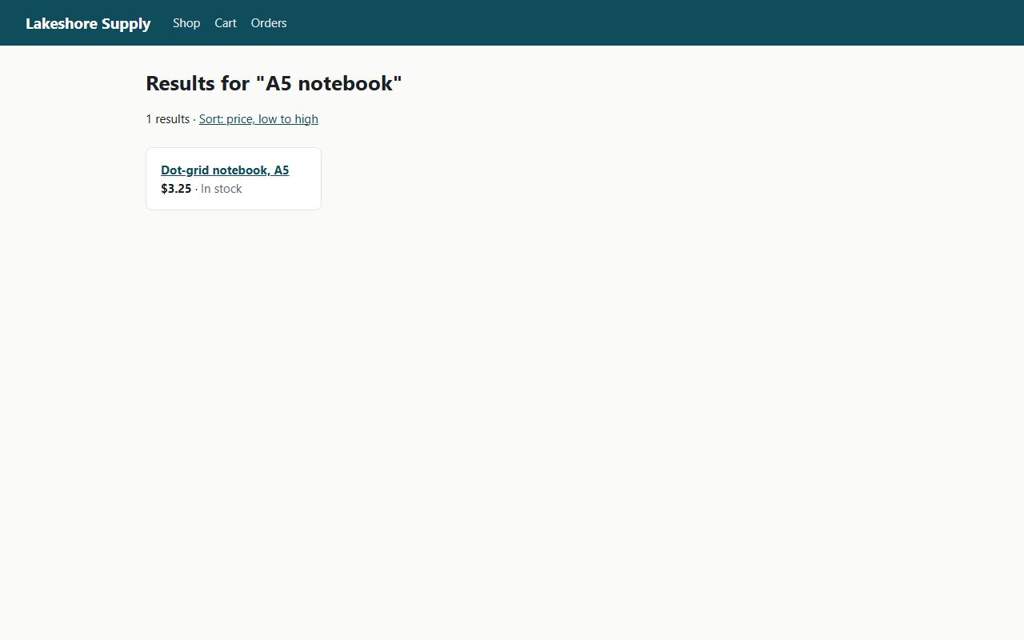 Lakeshore Supply Shop Cart Orders
Results for "A5 notebook"
1 results · Sort: price, low to high
Dot-grid notebook, A5
$3.25 · In stock